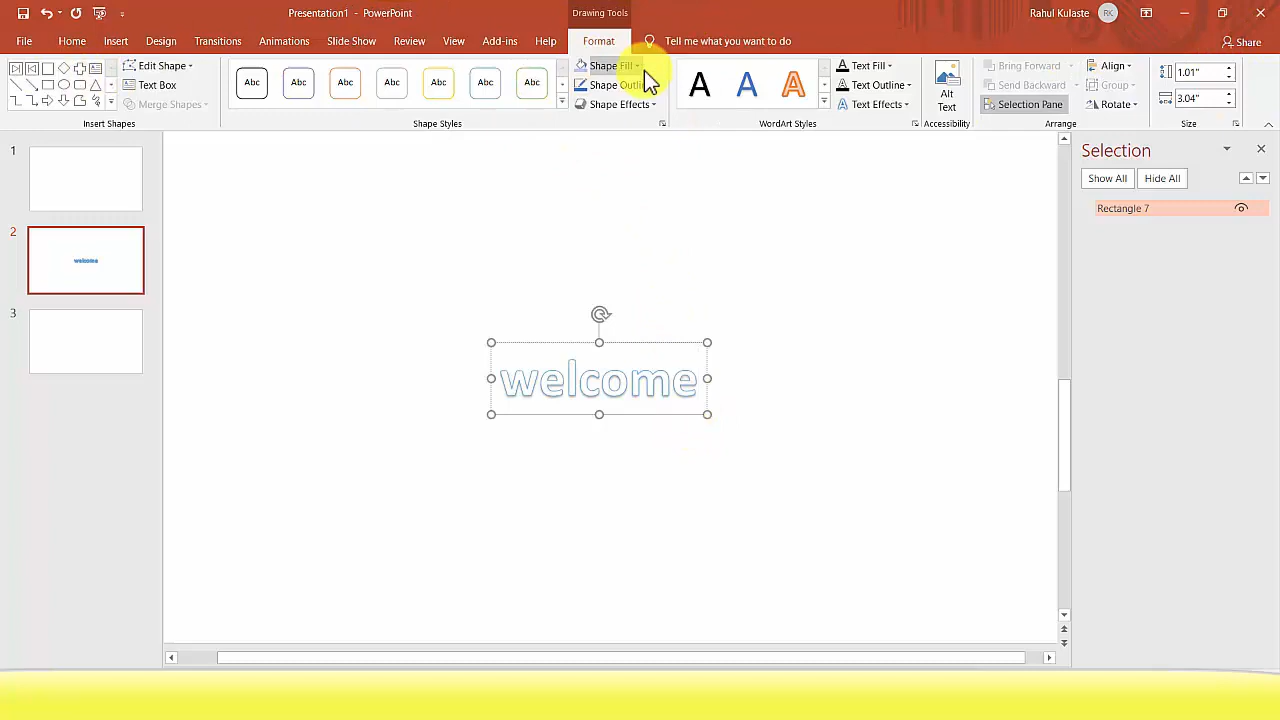 Presentation1 - PowerPoint
Drawing Tools
Rahul Kulaste
RK
File Home Insert Design Transitions Animations Slide Show Review View Add-ins Help Format Tell me what you want to do
Share
Edit Shape
Text Box
Merge Shapes
Insert Shapes
Abc Abc Abc Abc Abc Abc Abc
Shape Styles
Shape Fill
Shape Outli
Shape Effects
A A A
WordArt Styles
Text Fill
Text Outline
Text Effects
Alt
Text
Accessibility
Bring Forward
Send Backward
Selection Pane
Align
Group
Rotate
Arrange
1.01"
3.04"
Size
1
2
welcome
3
welcome
Selection
Show All
Hide All
Rectangle 7